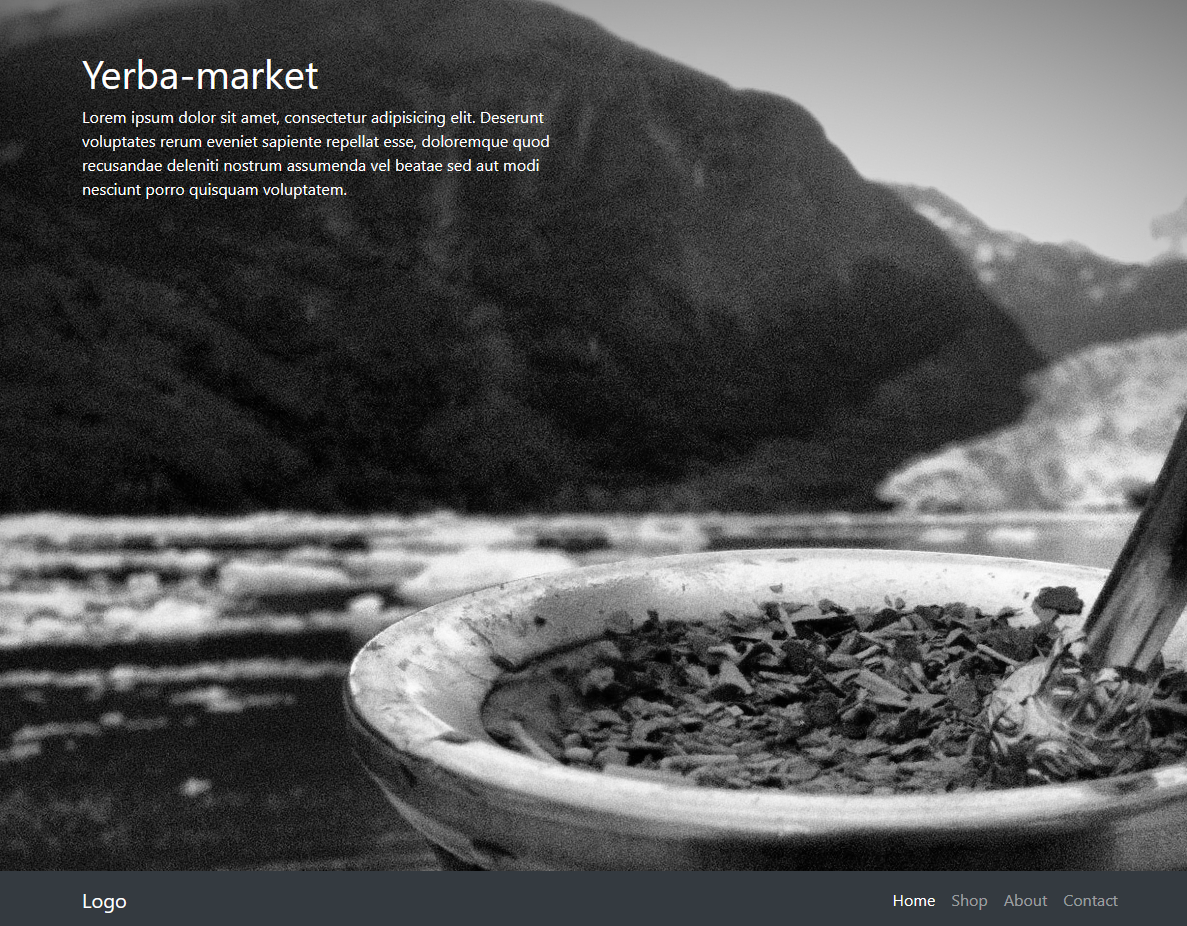 Yerba-market
Lorem ipsum dolor sit amet, consectetur adipisicing elit. Deserunt
voluptates rerum eveniet sapiente repellat esse, doloremque quod
recusandae deleniti nostrum assumenda vel beatae sed aut modi
nesciunt porro quisquam voluptatem.
Logo
Home Shop About Contact